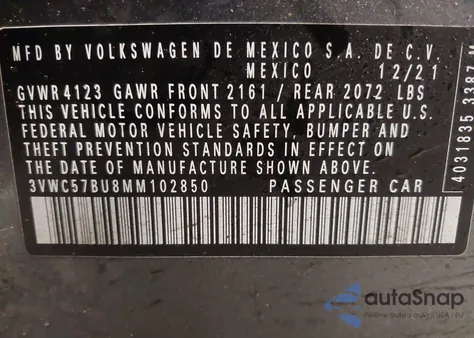 MFD BY VOLKSWAGEN DE MEXICO S.A. DE C.V.
MEXICO 12/21
GVWR4123 GAWR FRONT 2161 / REAR 2072 LBS
THIS VEHICLE CONFORMS TO ALL APPLICABLE U.S.
FEDERAL MOTOR VEHICLE SAFETY, BUMPER AND
THEFT PREVENTION STANDARDS IN EFFECT ON
THE DATE OF MANUFACTURE SHOWN ABOVE.
3VWC57BU8MM102850 PASSENGER CAR
autoSnap